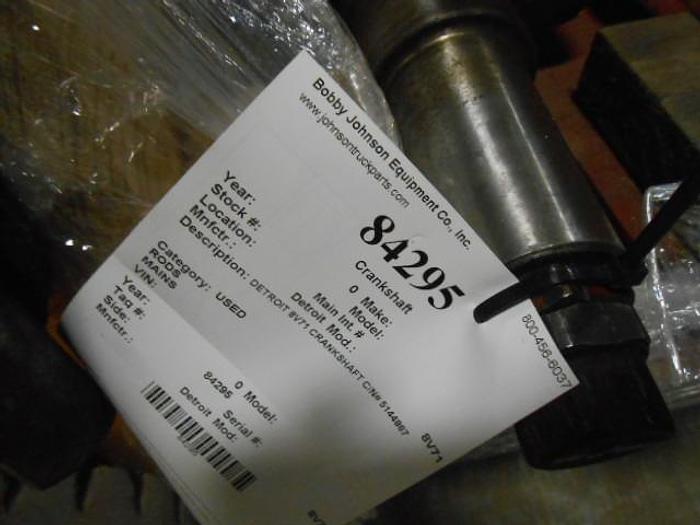 Bobby Johnson Equipment Co., Inc.
www.johnsontruckparts.com
800-456-6037
84295
Crankshaft
Year: 0 Make:
Stock #: Model:
Location: Main Int. #
Mnfctr.: Detroit Mod.: 8V71
Description: DETROIT 8V71 CRANKSHAFT C/N# 5144867
Category: USED
RODS
MAINS
VIN:
Year: 0 Model:
Tag #: 84295 Serial #:
Side: Detroit Mod:
Mnfctr.: